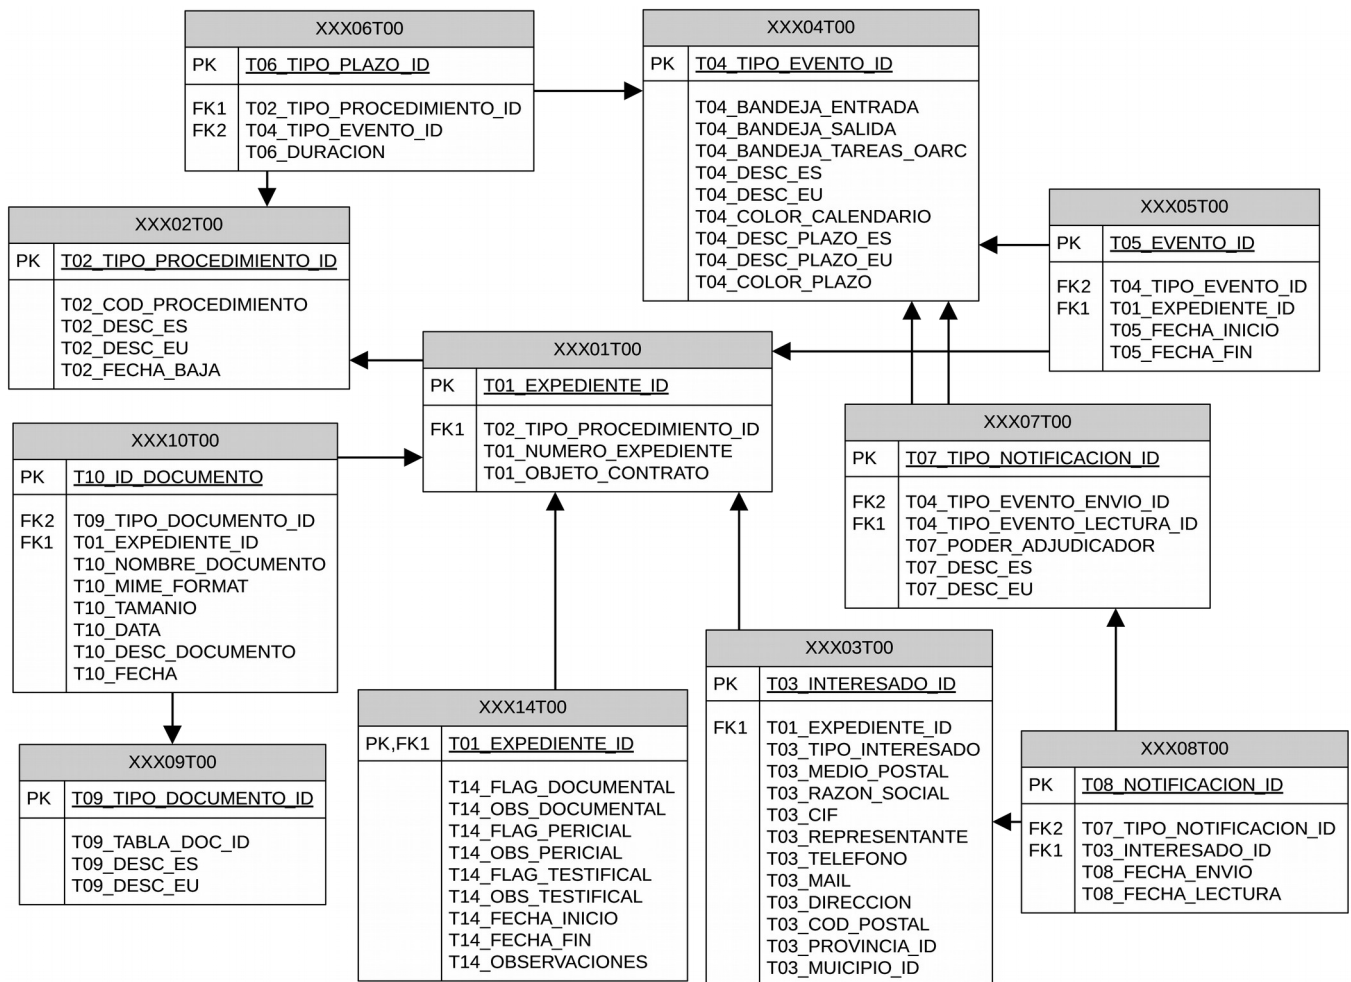 XXX06T00
PK T06_TIPO_PLAZO_ID
FK1 T02_TIPO_PROCEDIMIENTO_ID
FK2 T04_TIPO_EVENTO_ID
T06_DURACION
XXX04T00
PK T04_TIPO_EVENTO_ID
T04_BANDEJA_ENTRADA
T04_BANDEJA_SALIDA
T04_BANDEJA_TAREAS_OARC
T04_DESC_ES
T04_DESC_EU
T04_COLOR_CALENDARIO
T04_DESC_PLAZO_ES
T04_DESC_PLAZO_EU
T04_COLOR_PLAZO
XXX05T00
PK T05_EVENTO_ID
FK2 T04_TIPO_EVENTO_ID
FK1 T01_EXPEDIENTE_ID
T05_FECHA_INICIO
T05_FECHA_FIN
XXX02T00
PK T02_TIPO_PROCEDIMIENTO_ID
T02_COD_PROCEDIMIENTO
T02_DESC_ES
T02_DESC_EU
T02_FECHA_BAJA
XXX01T00
PK T01_EXPEDIENTE_ID
FK1 T02_TIPO_PROCEDIMIENTO_ID
T01_NUMERO_EXPEDIENTE
T01_OBJETO_CONTRATO
XXX07T00
PK T07_TIPO_NOTIFICACION_ID
FK2 T04_TIPO_EVENTO_ENVIO_ID
FK1 T04_TIPO_EVENTO_LECTURA_ID
T07_PODER_ADJUDICADOR
T07_DESC_ES
T07_DESC_EU
XXX10T00
PK T10_ID_DOCUMENTO
FK2 T09_TIPO_DOCUMENTO_ID
FK1 T01_EXPEDIENTE_ID
T10_NOMBRE_DOCUMENTO
T10_MIME_FORMAT
T10_TAMANIO
T10_DATA
T10_DESC_DOCUMENTO
T10_FECHA
XXX09T00
PK T09_TIPO_DOCUMENTO_ID
T09_TABLA_DOC_ID
T09_DESC_ES
T09_DESC_EU
XXX14T00
PK,FK1 T01_EXPEDIENTE_ID
T14_FLAG_DOCUMENTAL
T14_OBS_DOCUMENTAL
T14_FLAG_PERICIAL
T14_OBS_PERICIAL
T14_FLAG_TESTIFICAL
T14_OBS_TESTIFICAL
T14_FECHA_INICIO
T14_FECHA_FIN
T14_OBSERVACIONES
XXX03T00
PK T03_INTERESADO_ID
FK1 T01_EXPEDIENTE_ID
T03_TIPO_INTERESADO
T03_MEDIO_POSTAL
T03_RAZON_SOCIAL
T03_CIF
T03_REPRESENTANTE
T03_TELEFONO
T03_MAIL
T03_DIRECCION
T03_COD_POSTAL
T03_PROVINCIA_ID
T03_MUICIPIO_ID
XXX08T00
PK T08_NOTIFICACION_ID
FK2 T07_TIPO_NOTIFICACION_ID
FK1 T03_INTERESADO_ID
T08_FECHA_ENVIO
T08_FECHA_LECTURA